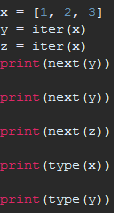 x = [1, 2, 3]
y = iter(x)
z = iter(x)
print(next(y))
print(next(y))
print(next(z))
print(type(x))
print(type(y))